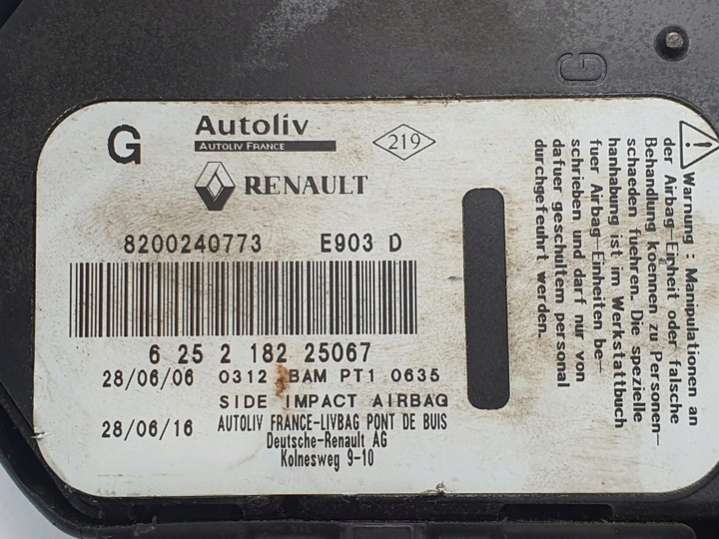 G
Autoliv
AUTOLIV FRANCE
219
RENAULT
8200240773 E903 D
6 25 2 182 25067
28/06/06 0312 BAM PT1 0635
SIDE IMPACT AIRBAG
28/06/16 AUTOLIV FRANCE-LIVBAG PONT DE BUIS
Deutsche-Renault AG
Kolnesweg 9-10
Warnung : Manipulationen an
der Airbag-Einheit oder falsche
Behandlung koennen zu Personen-
schaeden fuehren. Die spezielle
hanhabung ist im Werkstattbuch
fuer Airbag-Einheiten be-
schrieben und darf nur von
dafuer geschultem personal
durchgefuehrt werden.
G